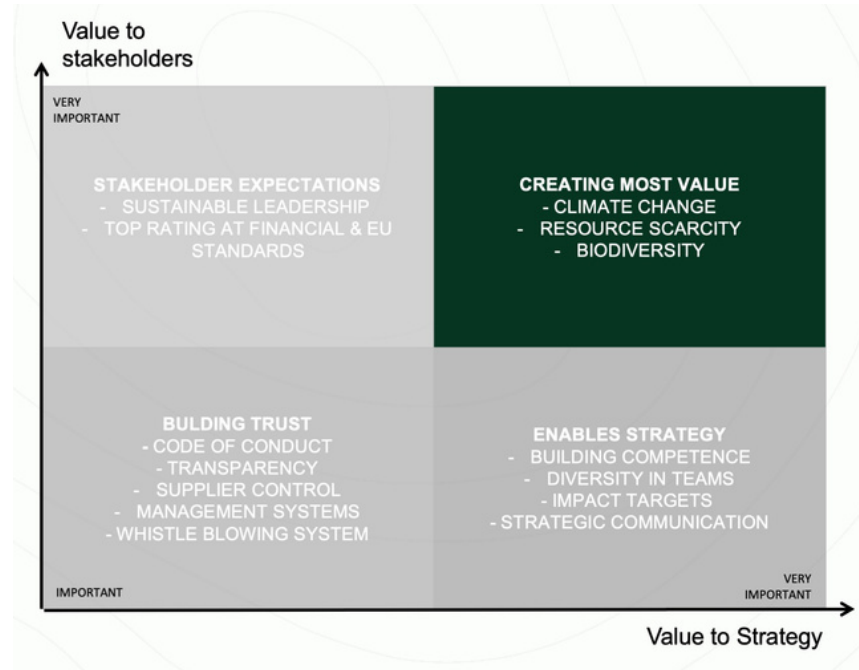 Value to
stakeholders
VERY
IMPORTANT
STAKEHOLDER EXPECTATIONS
- SUSTAINABLE LEADERSHIP
- TOP RATING AT FINANCIAL & EU
STANDARDS
CREATING MOST VALUE
- CLIMATE CHANGE
- RESOURCE SCARCITY
- BIODIVERSITY
BULDING TRUST
- CODE OF CONDUCT
- TRANSPARENCY
- SUPPLIER CONTROL
- MANAGEMENT SYSTEMS
- WHISTLE BLOWING SYSTEM
ENABLES STRATEGY
- BUILDING COMPETENCE
- DIVERSITY IN TEAMS
- IMPACT TARGETS
- STRATEGIC COMMUNICATION
IMPORTANT
VERY
IMPORTANT
Value to Strategy